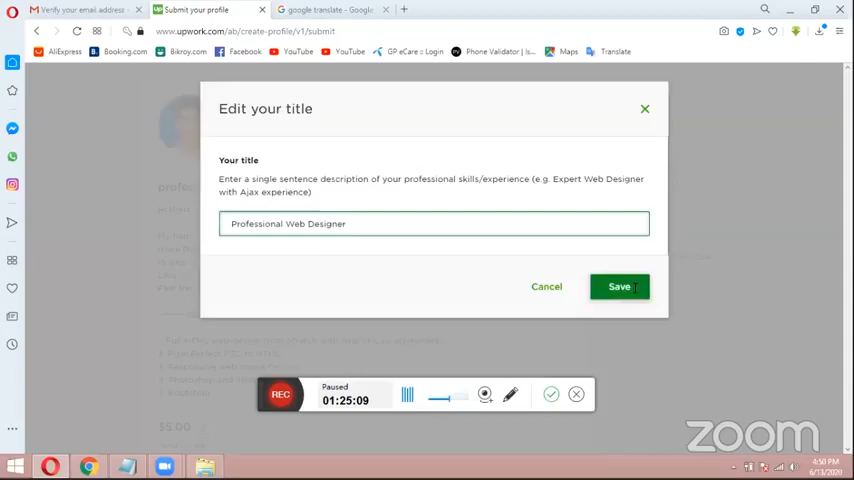 Verify your email address
Submit your profile
google translate - Google
www.upwork.com/ab/create-profile/v1/submit
AliExpress
Booking.com
Bikroy.com
Facebook
YouTube
YouTube
GP eCare :: Login
Phone Validator | Is...
Maps
Translate
Edit your title
Your title
Enter a single sentence description of your professional skills/experience (e.g. Expert Web Designer
with Ajax experience)
Professional Web Designer
Cancel
Save
REC
Paused
01:25:09
$5.00
zoom
4:50 PM
6/13/2020